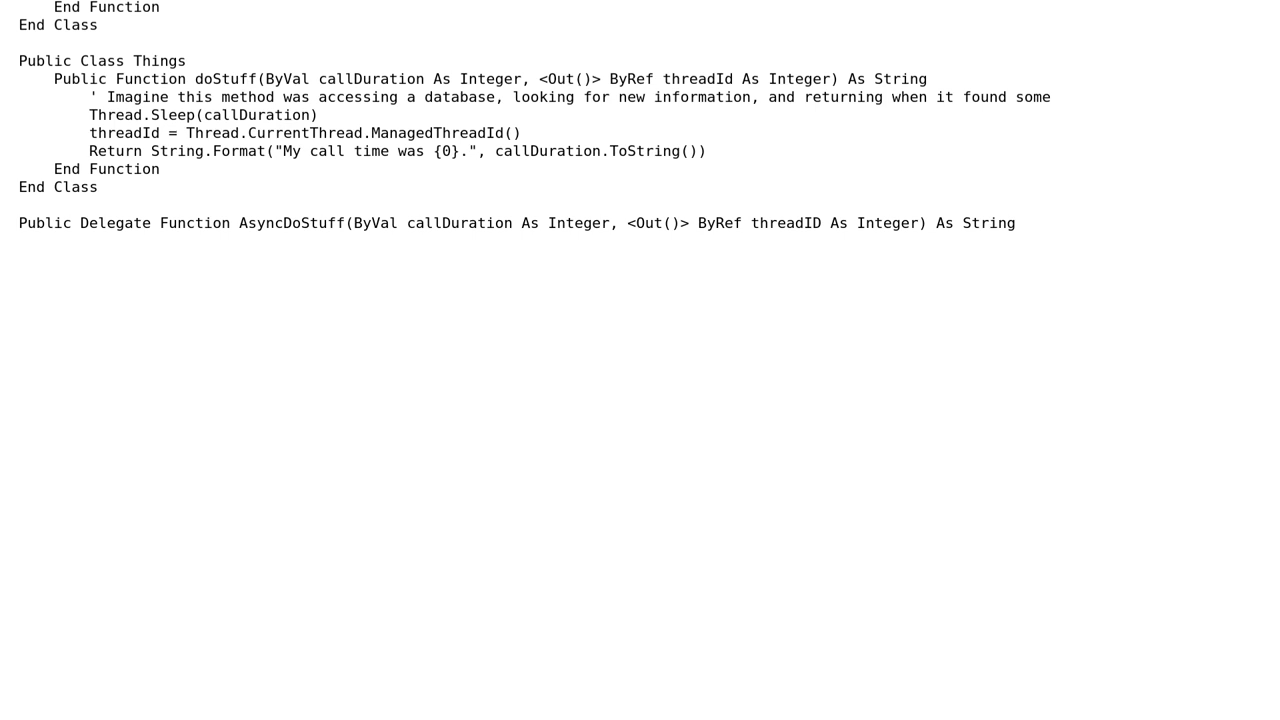 End Function
End Class

Public Class Things
    Public Function doStuff(ByVal callDuration As Integer, <Out()> ByRef threadId As Integer) As String
        ' Imagine this method was accessing a database, looking for new information, and returning when it found some
        Thread.Sleep(callDuration)
        threadId = Thread.CurrentThread.ManagedThreadId()
        Return String.Format("My call time was {0}.", callDuration.ToString())
    End Function
End Class

Public Delegate Function AsyncDoStuff(ByVal callDuration As Integer, <Out()> ByRef threadID As Integer) As String